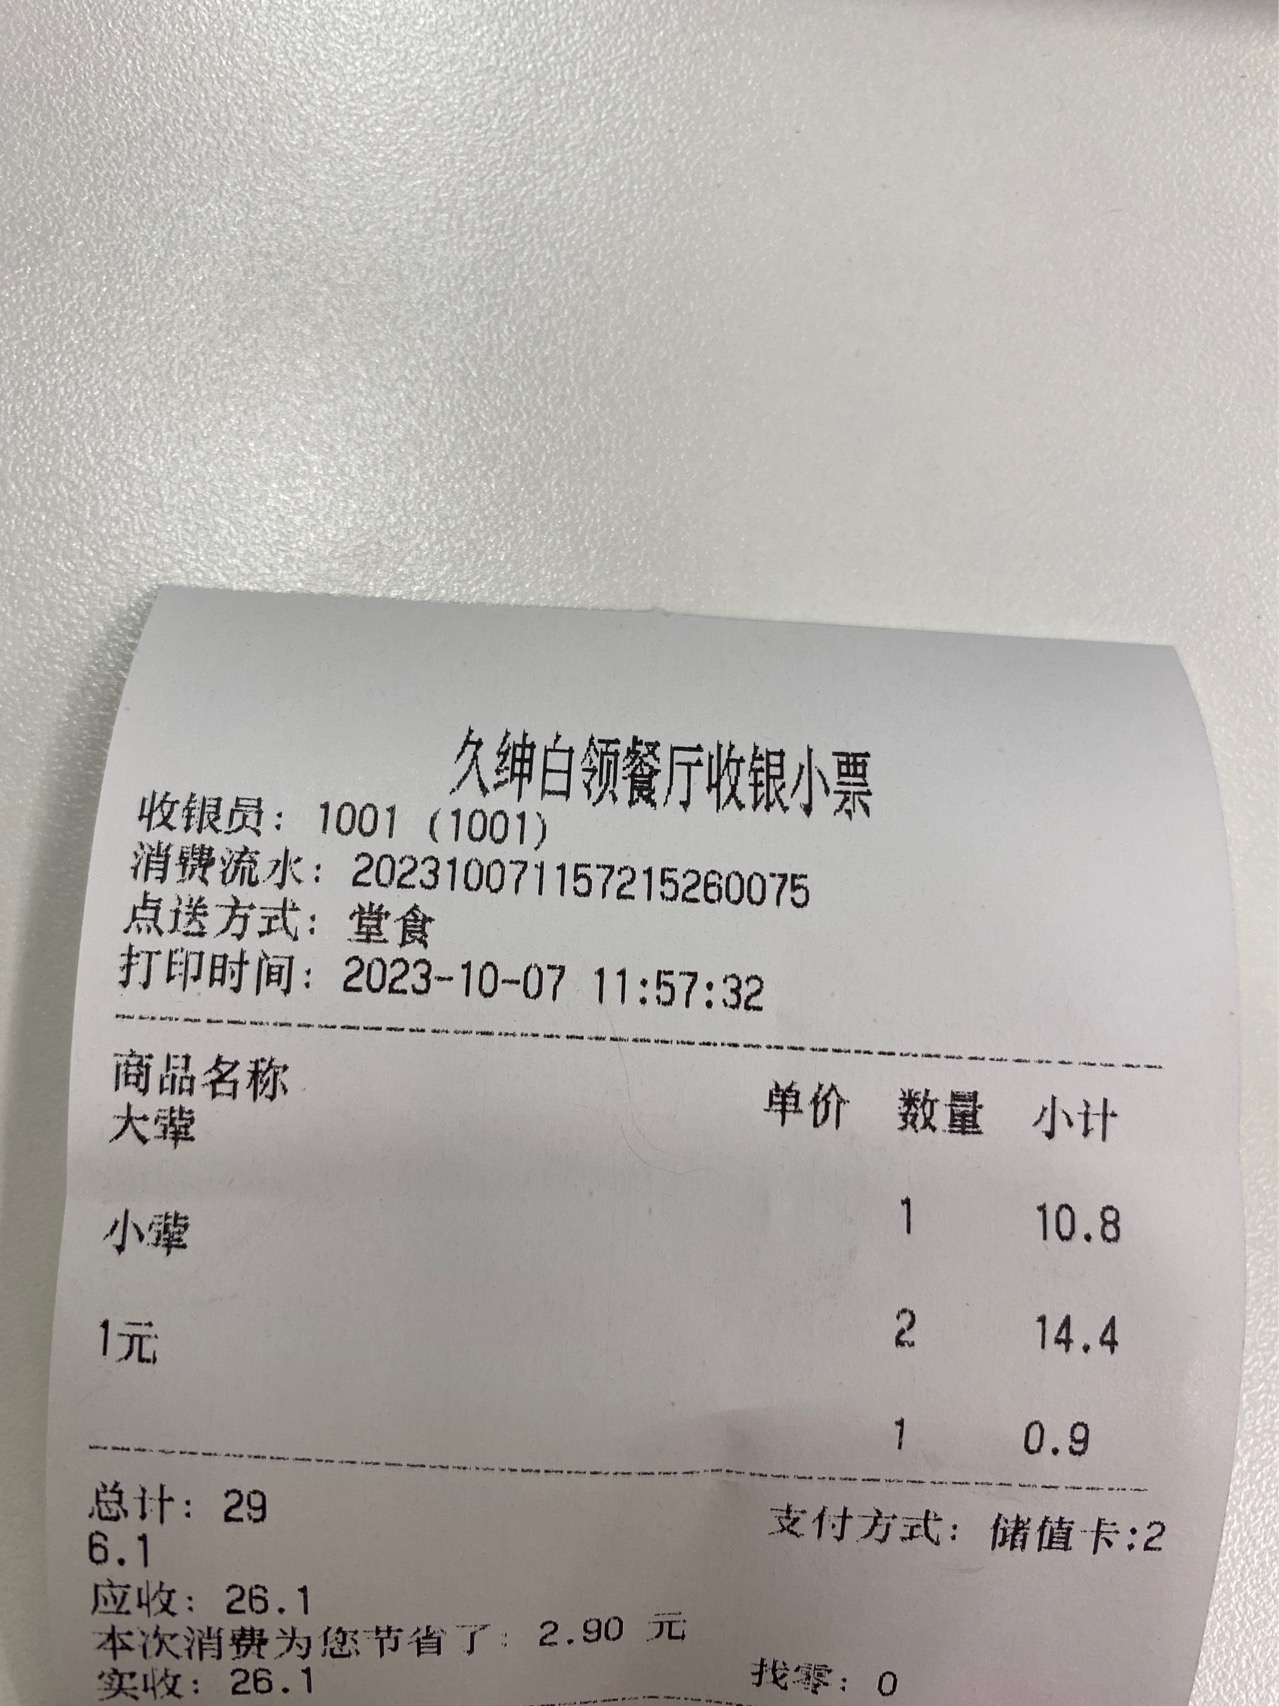 久绅白领餐厅收银小票
收银员：1001 (1001)
消费流水：202310071157215260075
点送方式：堂食
打印时间：2023-10-07 11:57:32
商品名称 单价 数量 小计
大荤
1 10.8
小荤
2 14.4
1元
1 0.9
总计：29 支付方式：储值卡:2
6.1
应收：26.1
本次消费为您节省了：2.90 元
实收：26.1 找零：0